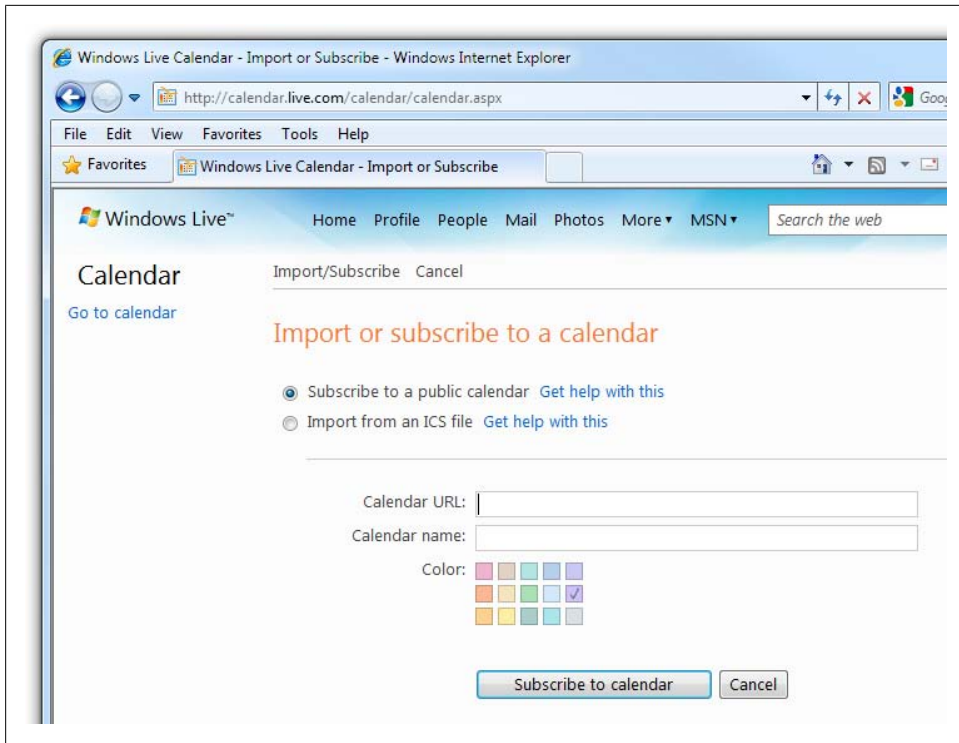 Windows Live Calendar - Import or Subscribe - Windows Internet Explorer
http://calendar.live.com/calendar/calendar.aspx
File Edit View Favorites Tools Help
Favorites Windows Live Calendar - Import or Subscribe
Windows Live™ Home Profile People Mail Photos More MSN Search the web
Calendar Import/Subscribe Cancel
Go to calendar
Import or subscribe to a calendar
Subscribe to a public calendar Get help with this
Import from an ICS file Get help with this
Calendar URL:
Calendar name:
Color:
Subscribe to calendar Cancel